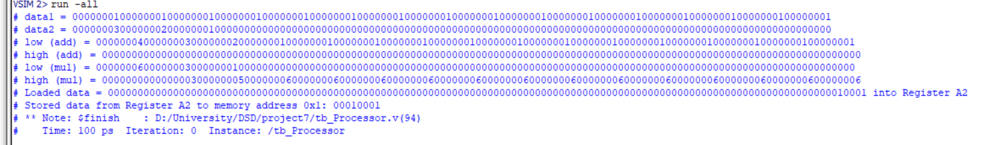 VSIM 2> run -all
# data1 = 00000001000000010000000100000001000000010000000100000001000000010000000100000001000000010000000100000001000000010000000100000001
# data2 = 00000003000000020000000100000000000000000000000000000000000000000000000000000000000000000000000000000000000000000000000000000000
# low (add) = 00000004000000030000000200000001000000010000000100000001000000010000000100000001000000010000000100000001000000010000000100000001
# high (add) = 00000000000000000000000000000000000000000000000000000000000000000000000000000000000000000000000000000000000000000000000000000000
# low (mul) = 00000006000000030000000100000000000000000000000000000000000000000000000000000000000000000000000000000000000000000000000000000000
# high (mul) = 00000000000000030000000500000006000000060000000600000006000000060000000600000006000000060000000600000006000000060000000600000006
# Loaded data = 00000000000000000000000000000000000000000000000000000000000000000000000000000000000000000000000000000000000000000000000000010001 into Register A2
# Stored data from Register A2 to memory address 0x1: 00010001
# ** Note: $finish    : D:/University/DSD/project7/tb_Processor.v(94)
#    Time: 100 ps  Iteration: 0  Instance: /tb_Processor